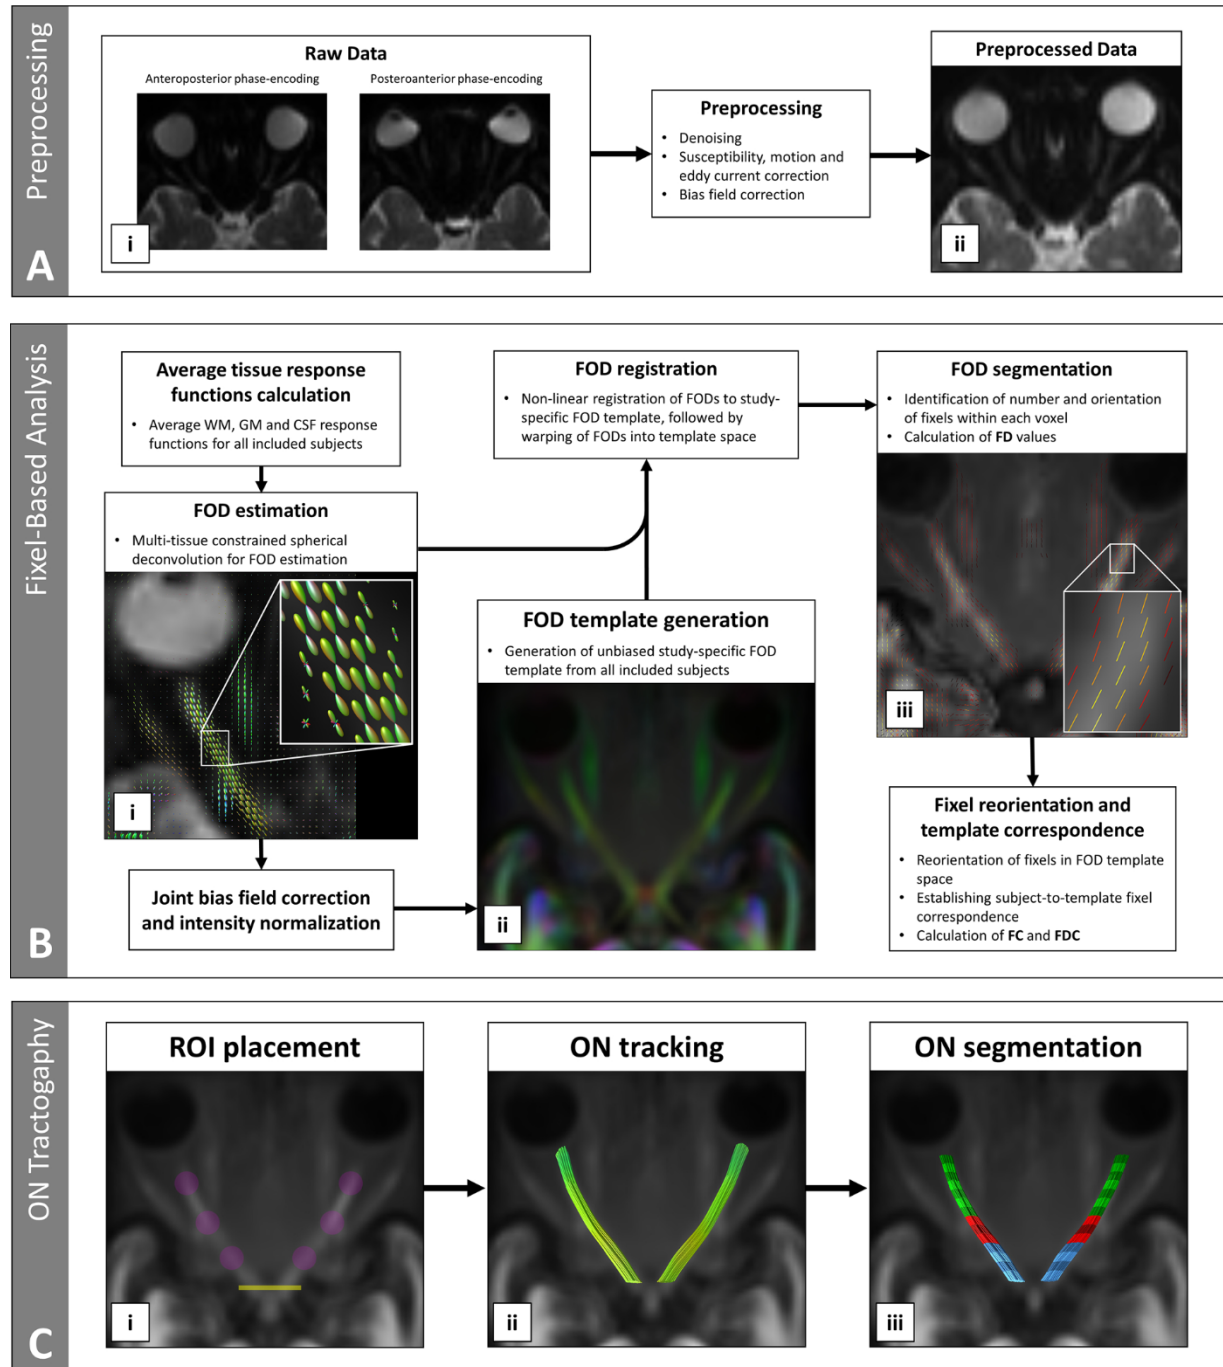 Preprocessing
A
Raw Data
Anteroposterior phase-encoding
Posteroanterior phase-encoding
i
Preprocessing
• Denoising
• Susceptibility, motion and
eddy current correction
• Bias field correction
Preprocessed Data
ii
Fixel-Based Analysis
B
Average tissue response
functions calculation
• Average WM, GM and CSF response
functions for all included subjects
FOD estimation
• Multi-tissue constrained spherical
deconvolution for FOD estimation
i
Joint bias field correction
and intensity normalization
FOD registration
• Non-linear registration of FODs to study-
specific FOD template, followed by
warping of FODs into template space
FOD template generation
• Generation of unbiased study-specific FOD
template from all included subjects
ii
FOD segmentation
• Identification of number and orientation
of fixels within each voxel
• Calculation of FD values
iii
Fixel reorientation and
template correspondence
• Reorientation of fixels in FOD template
space
• Establishing subject-to-template fixel
correspondence
• Calculation of FC and FDC
ON Tractography
C
ROI placement
i
ON tracking
ii
ON segmentation
iii